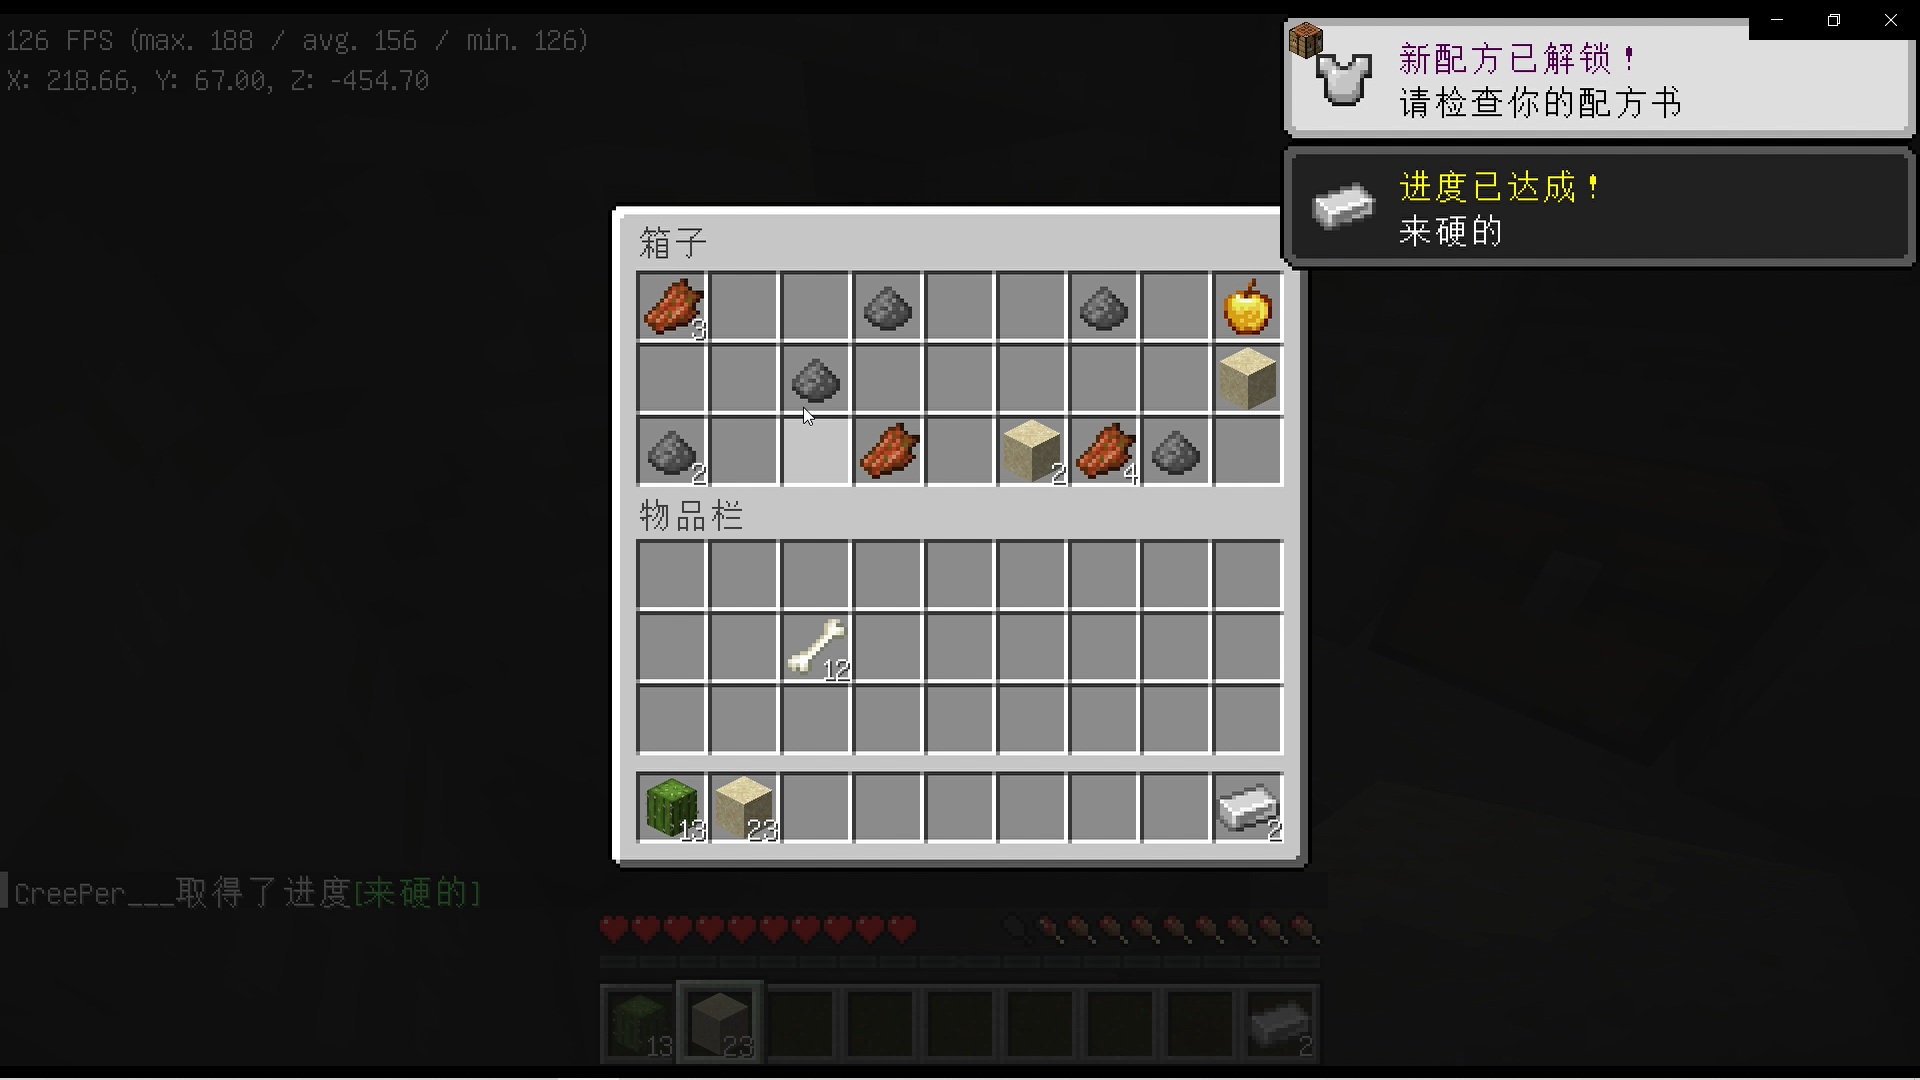 126 FPS (max. 188 / avg. 156 / min. 126)
X: 218.66, Y: 67.00, Z: -454.70
新配方已解锁！
请检查你的配方书
进度已达成！
来硬的
箱子
3
2
2
4
物品栏
12
13
23
2
CreePer___取得了进度[来硬的]
13
23
2